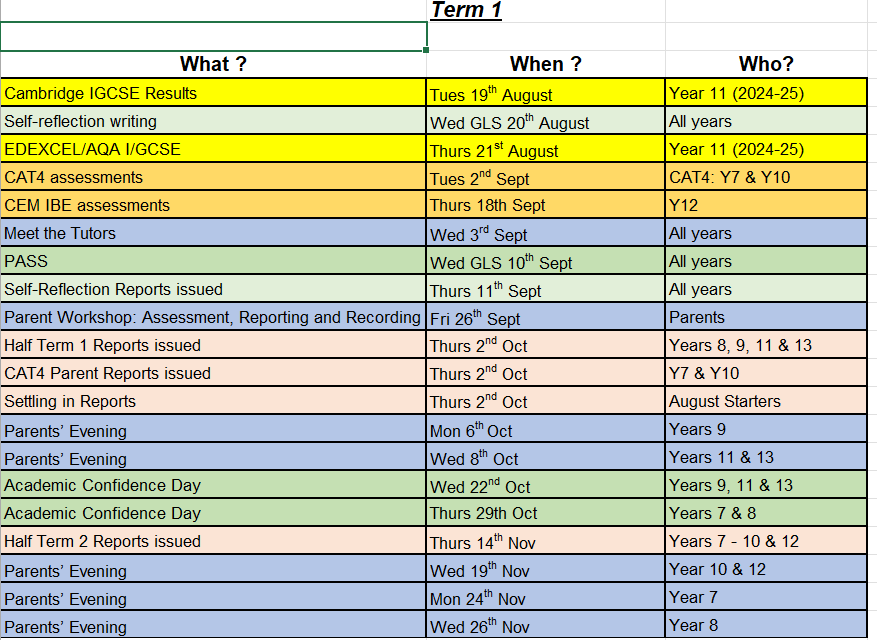 Term 1
What ? When ? Who?
Cambridge IGCSE Results Tues 19th August Year 11 (2024-25)
Self-reflection writing Wed GLS 20th August All years
EDEXCEL/AQA I/GCSE Thurs 21st August Year 11 (2024-25)
CAT4 assessments Tues 2nd Sept CAT4: Y7 & Y10
CEM IBE assessments Thurs 18th Sept Y12
Meet the Tutors Wed 3rd Sept All years
PASS Wed GLS 10th Sept All years
Self-Reflection Reports issued Thurs 11th Sept All years
Parent Workshop: Assessment, Reporting and Recording Fri 26th Sept Parents
Half Term 1 Reports issued Thurs 2nd Oct Years 8, 9, 11 & 13
CAT4 Parent Reports issued Thurs 2nd Oct Y7 & Y10
Settling in Reports Thurs 2nd Oct August Starters
Parents’ Evening Mon 6th Oct Years 9
Parents’ Evening Wed 8th Oct Years 11 & 13
Academic Confidence Day Wed 22nd Oct Years 9, 11 & 13
Academic Confidence Day Thurs 29th Oct Years 7 & 8
Half Term 2 Reports issued Thurs 14th Nov Years 7 - 10 & 12
Parents’ Evening Wed 19th Nov Year 10 & 12
Parents’ Evening Mon 24th Nov Year 7
Parents’ Evening Wed 26th Nov Year 8